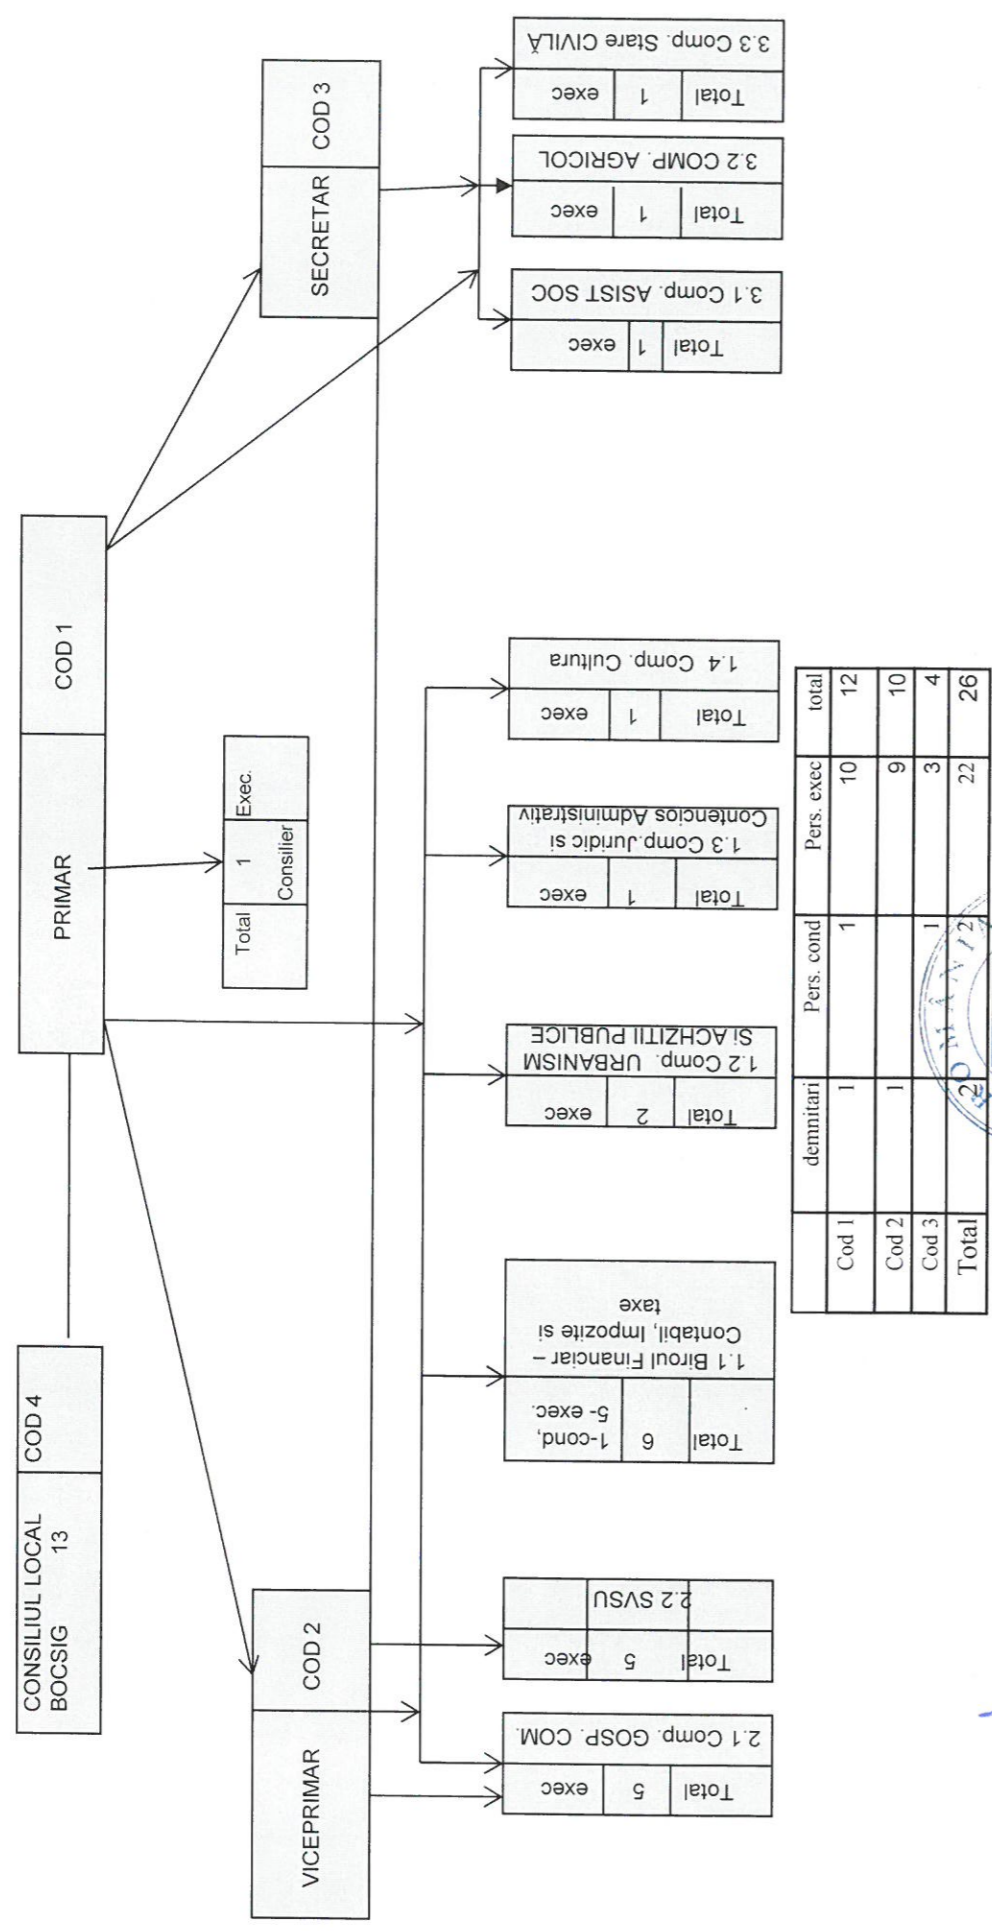 CONSILIUL LOCAL
BOCSIG 13
COD 4
PRIMAR
COD 1
Total
1
Consilier
Exec.
VICEPRIMAR
COD 2
SECRETAR
COD 3
2.1 Comp. GOSP. COM.
Total 5 exec
2.2 SVSU
Total 5 exec
1.1 Biroul Financiar –
Contabil, Impozite si
taxe
Total 6 1-cond,
5- exec.
1.2 Comp. URBANISM
Si ACHZITII PUBLICE
Total 2 exec
1.3 Comp.Juridic si
Contencios Administrativ
Total 1 exec
1.4 Comp. Cultura
Total 1 exec
3.1 Comp. ASIST SOC
Total 1 exec
3.2 COMP. AGRICOL
Total 1 exec
3.3 Comp. Stare CIVILĂ
Total 1 exec
demnitari Pers. cond Pers. exec total
Cod 1 1 1 10 12
Cod 2 1 9 10
Cod 3 1 3 4
Total 2 2 22 26
ROMÂNI